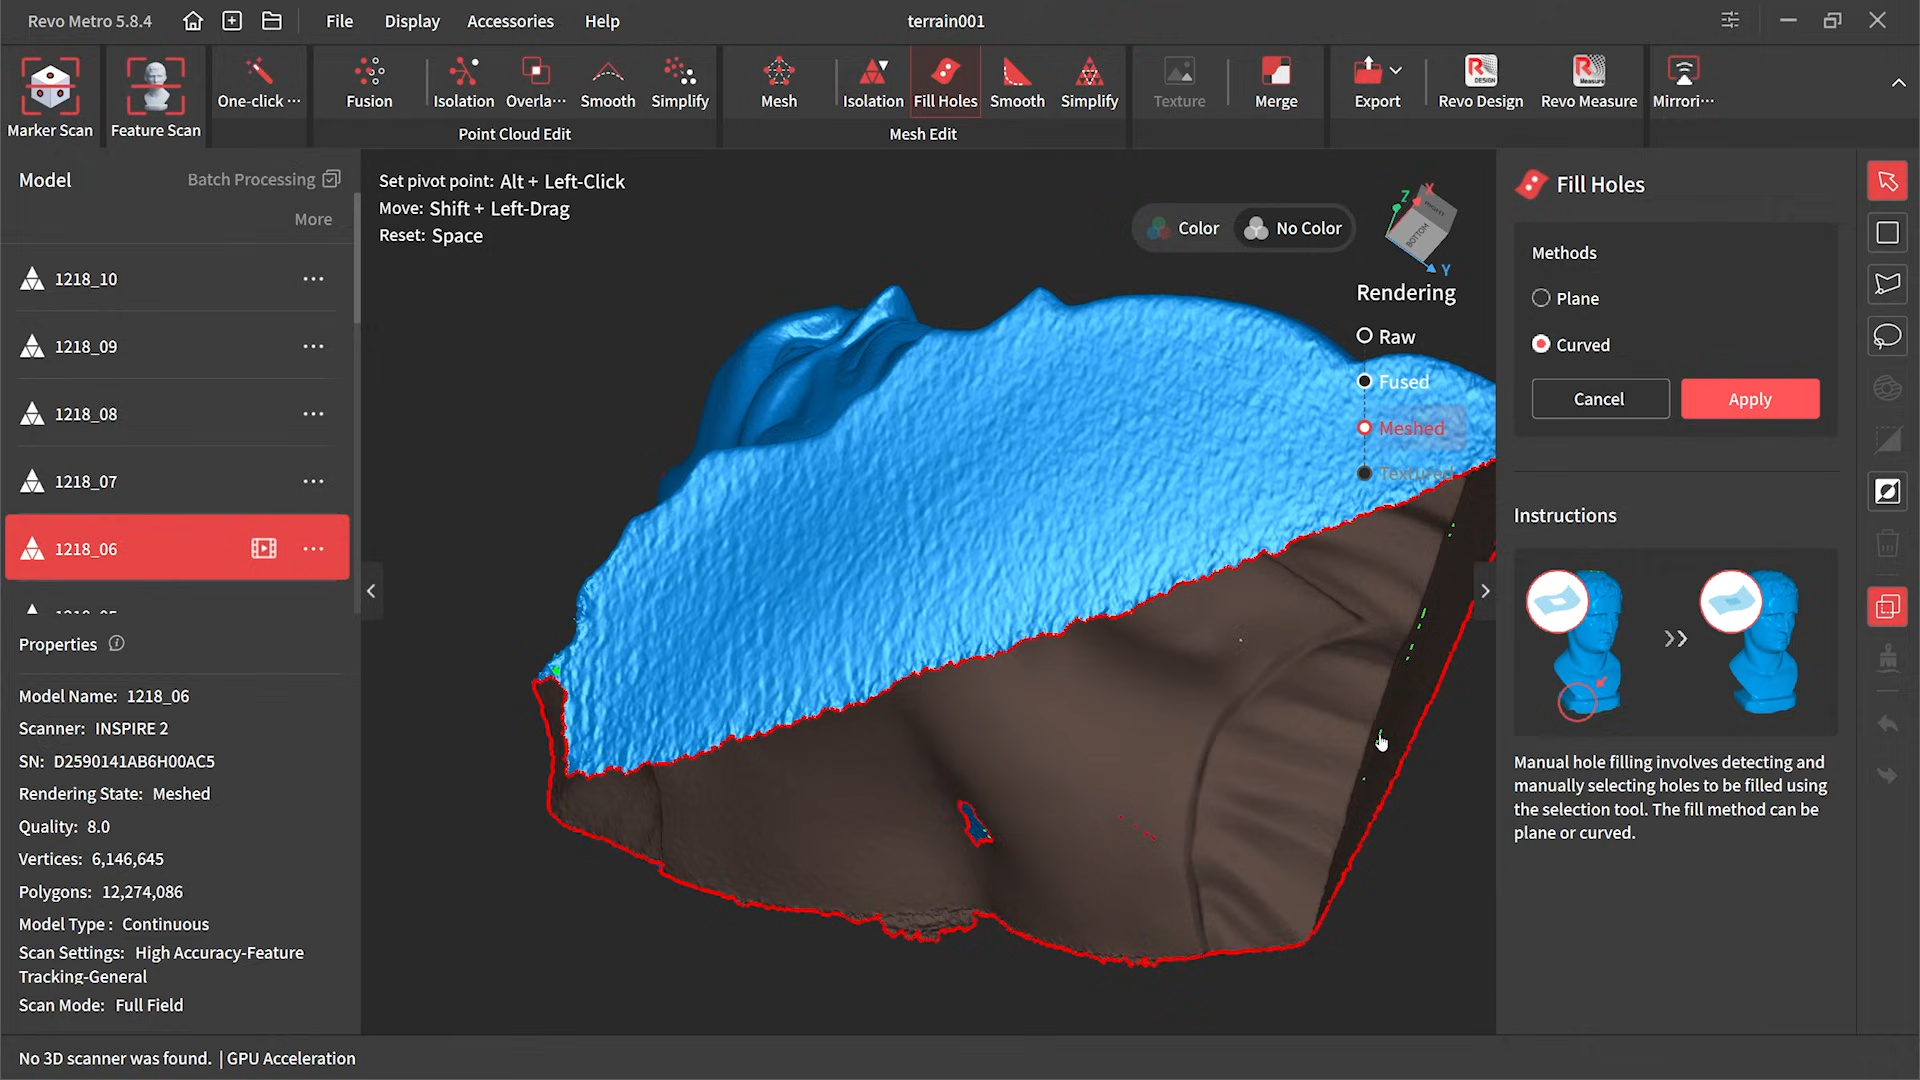 Revo Metro 5.8.4
File
Display
Accessories
Help
terrain001
Marker Scan
Feature Scan
One-click ···
Fusion
Isolation
Overla···
Smooth
Simplify
Point Cloud Edit
Mesh
Isolation
Fill Holes
Smooth
Simplify
Mesh Edit
Texture
Merge
Export
Revo Design
Revo Measure
Mirrori···
Model
Batch Processing
More
1218_10
1218_09
1218_08
1218_07
1218_06
Properties
Model Name: 1218_06
Scanner: INSPIRE 2
SN: D2590141AB6H00AC5
Rendering State: Meshed
Quality: 8.0
Vertices: 6,146,645
Polygons: 12,274,086
Model Type : Continuous
Scan Settings: High Accuracy-Feature
Tracking-General
Scan Mode: Full Field
Set pivot point: Alt + Left-Click
Move: Shift + Left-Drag
Reset: Space
Color
No Color
Z
X
RIGHT
BOTTOM
Y
Rendering
Raw
Fused
Meshed
Textured
Fill Holes
Methods
Plane
Curved
Cancel
Apply
Instructions
Manual hole filling involves detecting and
manually selecting holes to be filled using
the selection tool. The fill method can be
plane or curved.
No 3D scanner was found. | GPU Acceleration